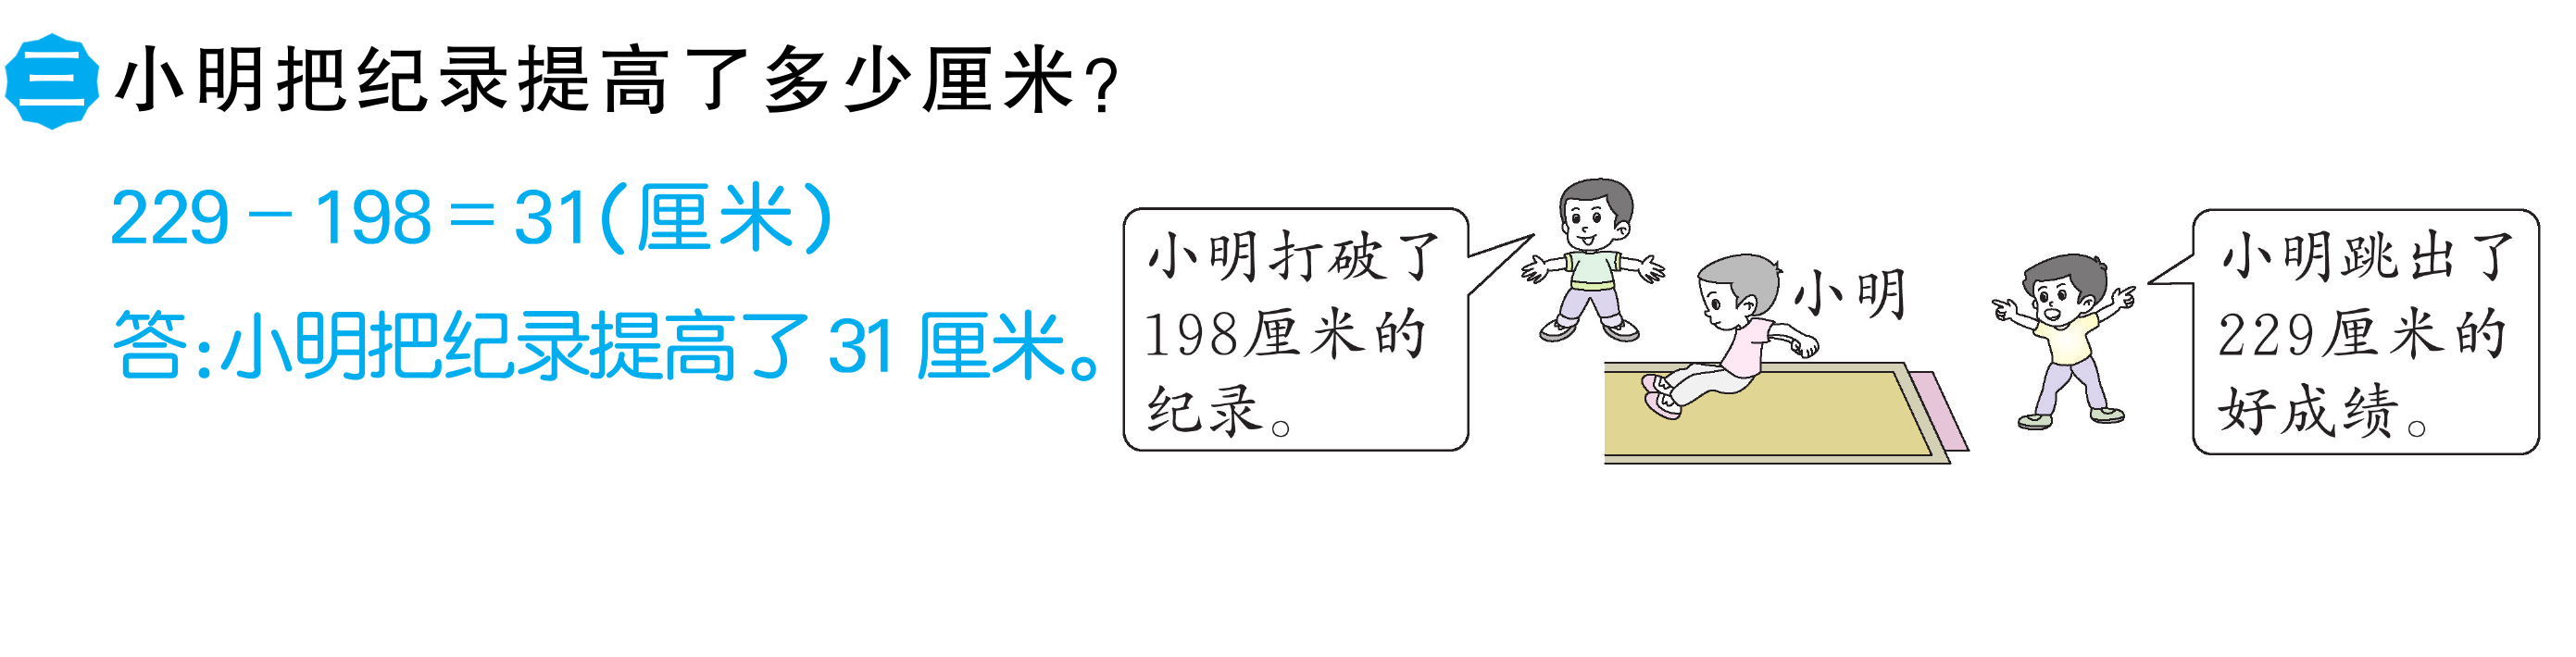 三 小明把纪录提高了多少厘米?
229－198＝31(厘米)
答:小明把纪录提高了31厘米。
小明打破了
198厘米的
纪录。
小明
小明跳出了
229厘米的
好成绩。